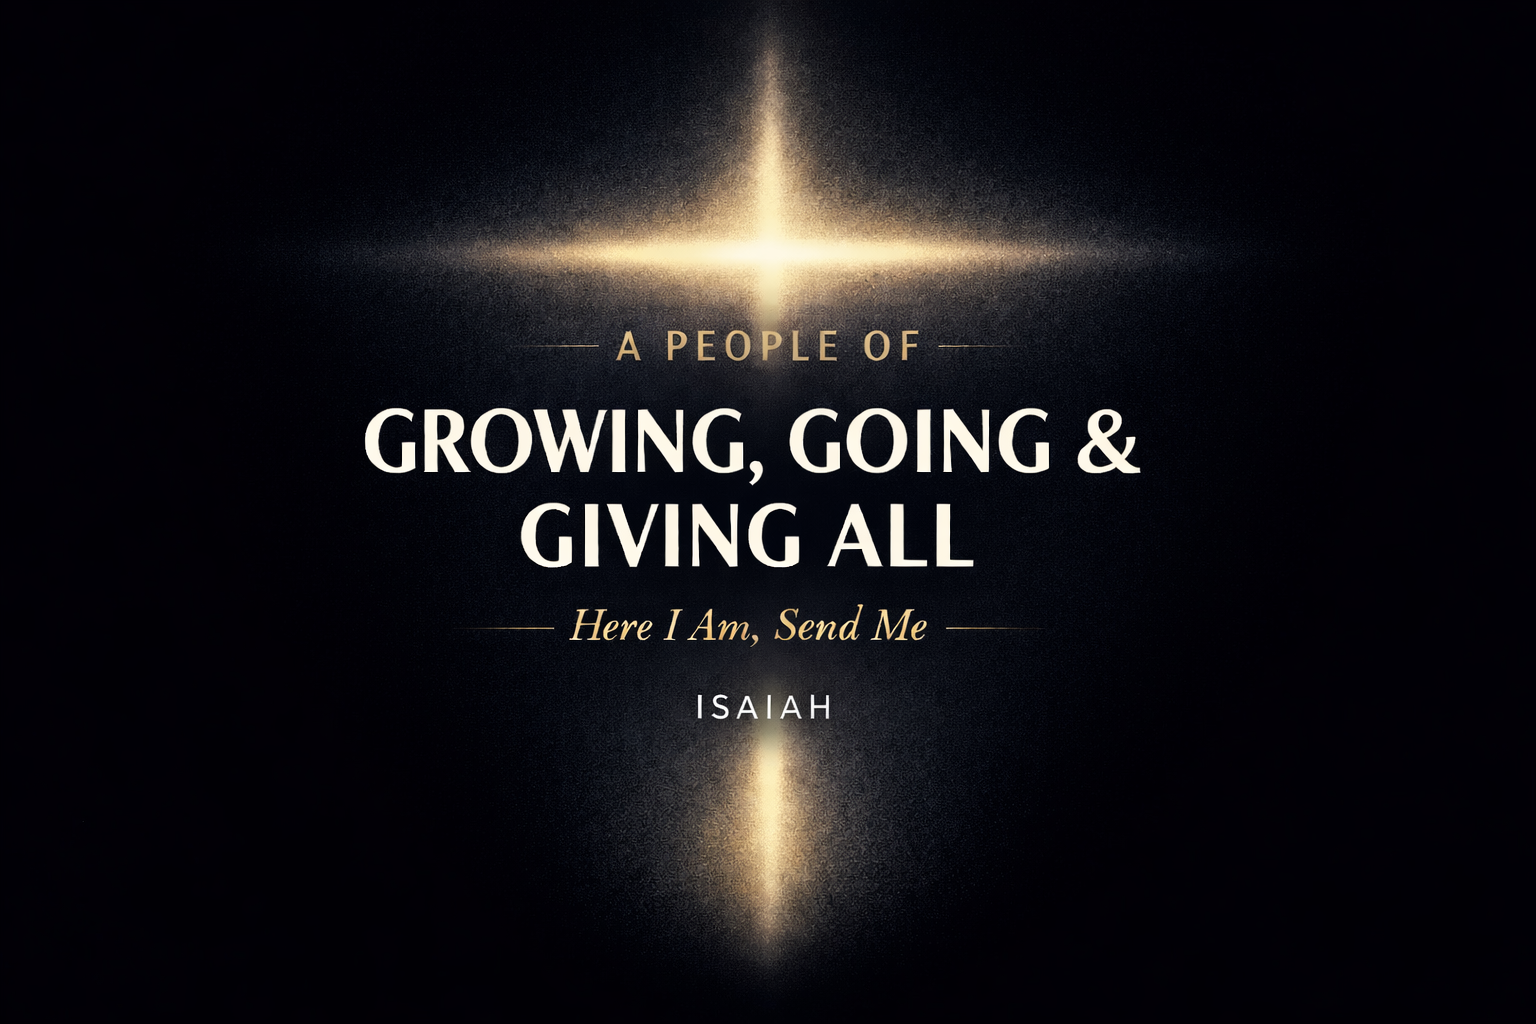 A PEOPLE OF
GROWING, GOING &
GIVING ALL
Here I Am, Send Me
ISAIAH